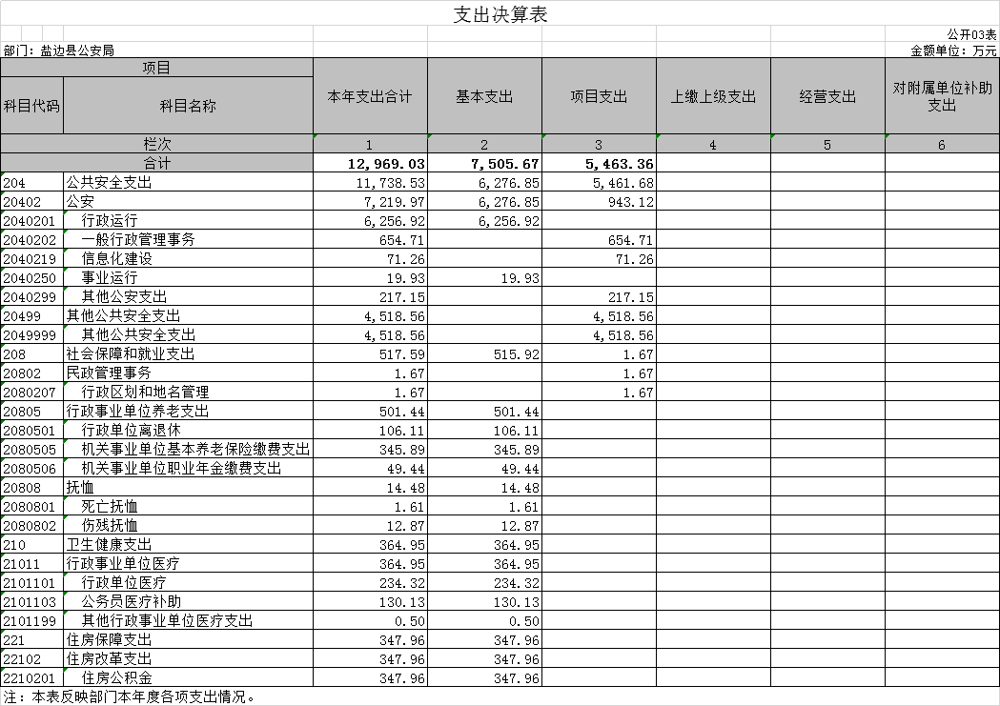 支出决算表
公开03表
部门：盐边县公安局 金额单位：万元
项目 本年支出合计 基本支出 项目支出 上缴上级支出 经营支出 对附属单位补助支出
科目代码 科目名称
栏次 1 2 3 4 5 6
合计 12,969.03 7,505.67 5,463.36
204 公共安全支出 11,738.53 6,276.85 5,461.68
20402 公安 7,219.97 6,276.85 943.12
2040201 行政运行 6,256.92 6,256.92
2040202 一般行政管理事务 654.71 654.71
2040219 信息化建设 71.26 71.26
2040250 事业运行 19.93 19.93
2040299 其他公安支出 217.15 217.15
20499 其他公共安全支出 4,518.56 4,518.56
2049999 其他公共安全支出 4,518.56 4,518.56
208 社会保障和就业支出 517.59 515.92 1.67
20802 民政管理事务 1.67 1.67
2080207 行政区划和地名管理 1.67 1.67
20805 行政事业单位养老支出 501.44 501.44
2080501 行政单位离退休 106.11 106.11
2080505 机关事业单位基本养老保险缴费支出 345.89 345.89
2080506 机关事业单位职业年金缴费支出 49.44 49.44
20808 抚恤 14.48 14.48
2080801 死亡抚恤 1.61 1.61
2080802 伤残抚恤 12.87 12.87
210 卫生健康支出 364.95 364.95
21011 行政事业单位医疗 364.95 364.95
2101101 行政单位医疗 234.32 234.32
2101103 公务员医疗补助 130.13 130.13
2101199 其他行政事业单位医疗支出 0.50 0.50
221 住房保障支出 347.96 347.96
22102 住房改革支出 347.96 347.96
2210201 住房公积金 347.96 347.96
注：本表反映部门本年度各项支出情况。